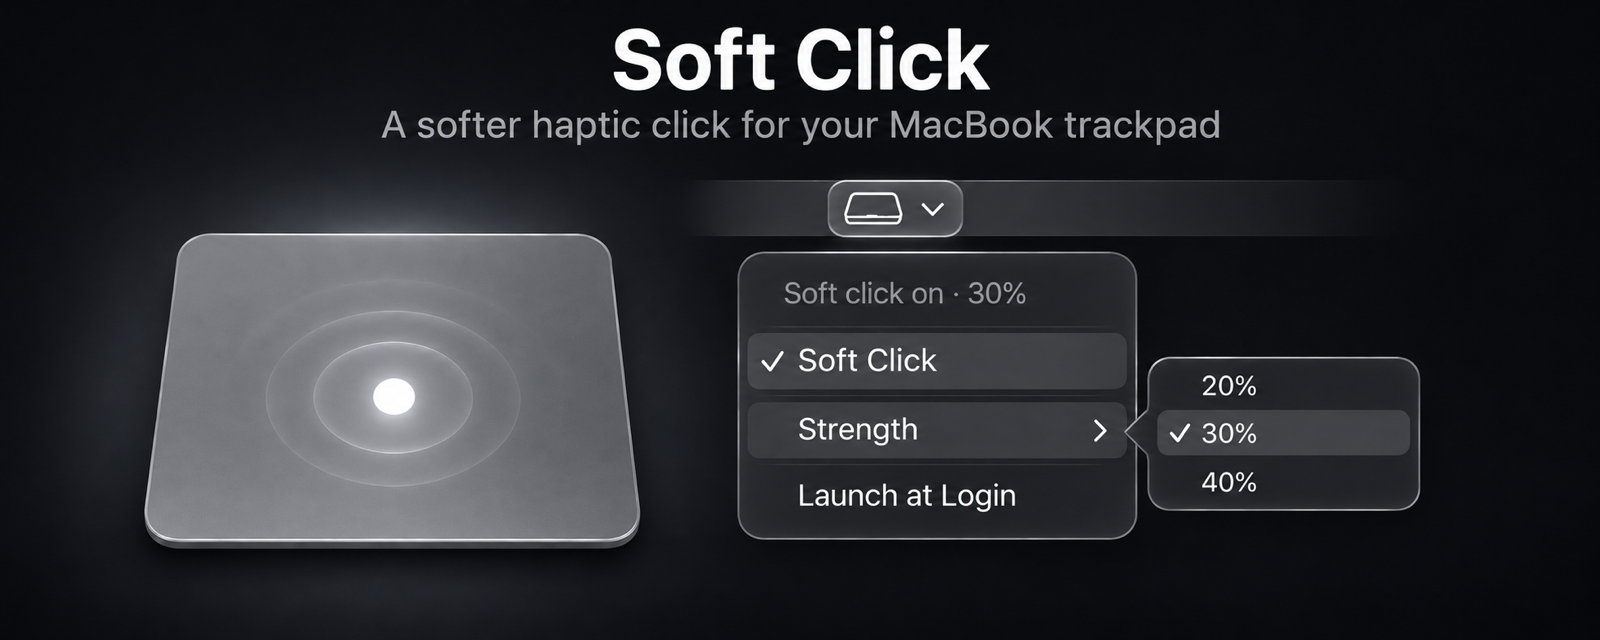 Soft Click
A softer haptic click for your MacBook trackpad
Soft click on · 30%
Soft Click
Strength
Launch at Login
20%
30%
40%